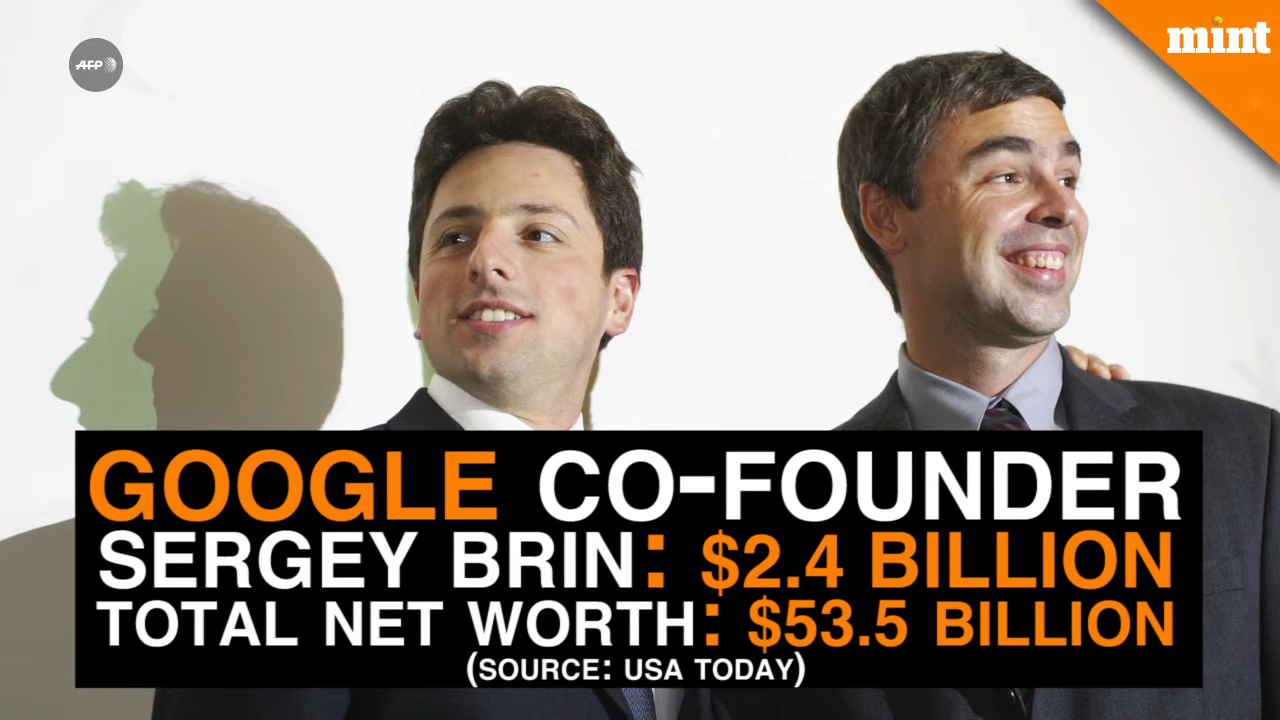 AFP
mint
GOOGLE CO-FOUNDER
SERGEY BRIN: $2.4 BILLION
TOTAL NET WORTH: $53.5 BILLION
(SOURCE: USA TODAY)